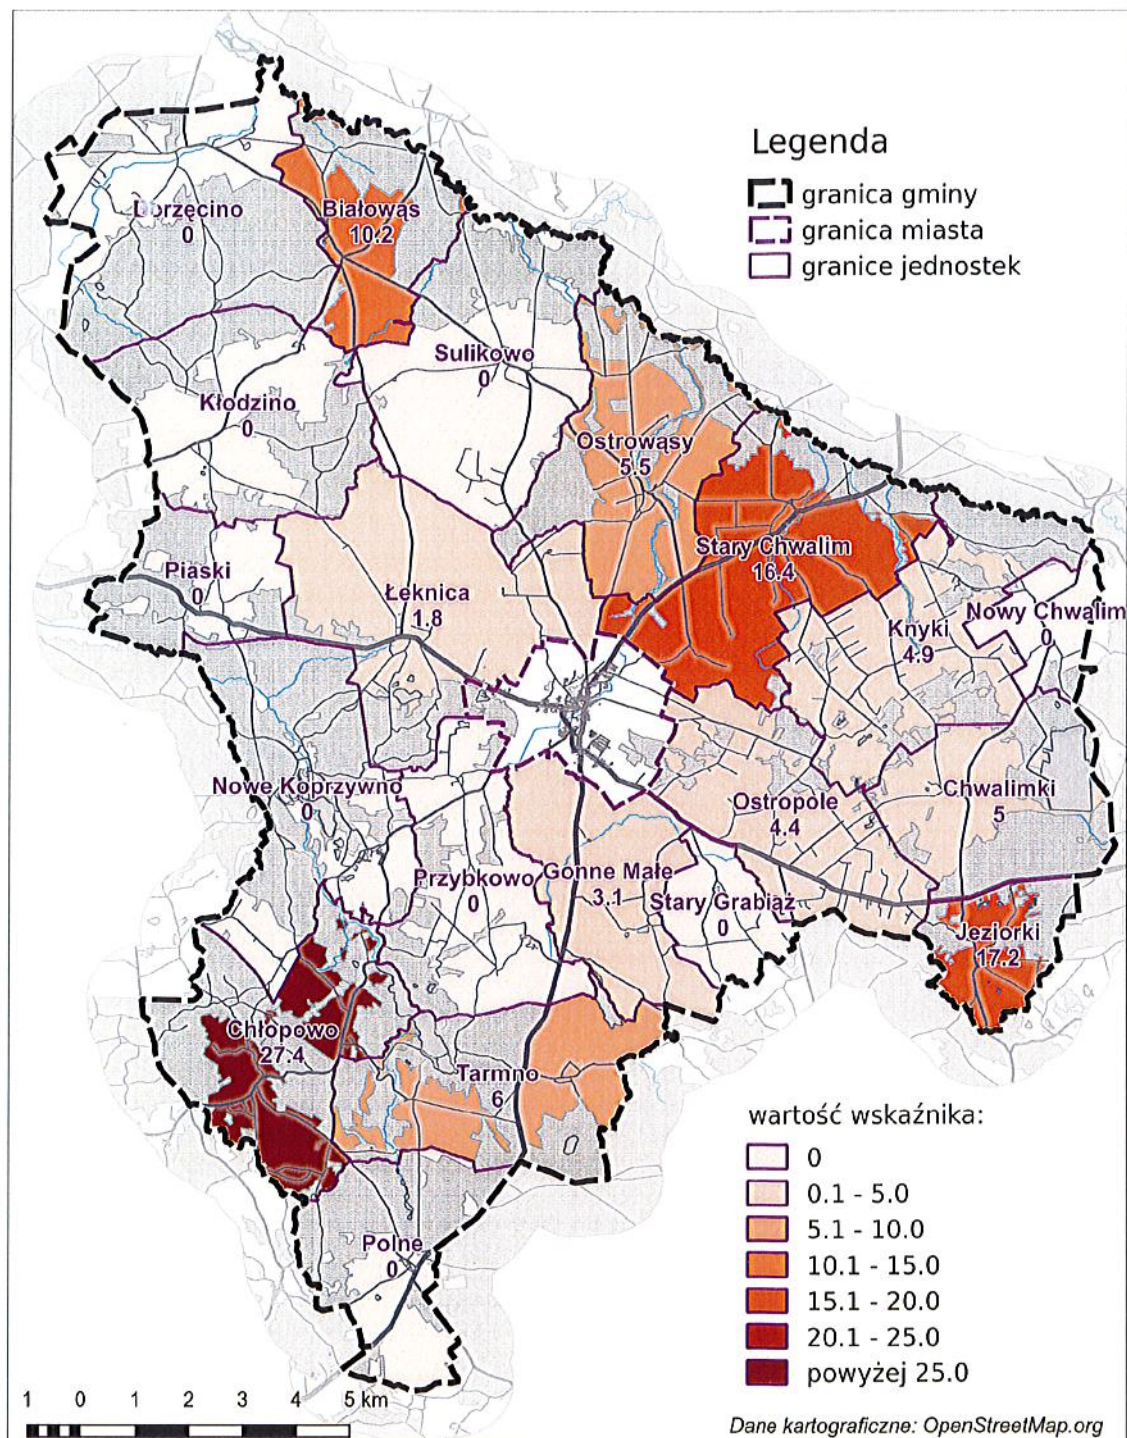 Legenda
granica gminy
granica miasta
granice jednostek
Borzęcino
0
Białowąs
10.2
Sulikowo
0
Kłodzino
0
Ostrowąsy
5.5
Stary Chwalim
16.4
Piaski
0
Łeknica
1.8
Knyki
4.9
Nowy Chwalim
0
Nowe Koprzywno
0
Ostropole
4.4
Chwalimki
5
Przybkowo
0
Gonne Małe
3.1
Stary Grabiąż
0
Jeziorki
17.2
Chłopowo
27.4
Tarmno
6
Polne
0
wartość wskaźnika:
0
0.1 - 5.0
5.1 - 10.0
10.1 - 15.0
15.1 - 20.0
20.1 - 25.0
powyżej 25.0
1 0 1 2 3 4 5 km
Dane kartograficzne: OpenStreetMap.org